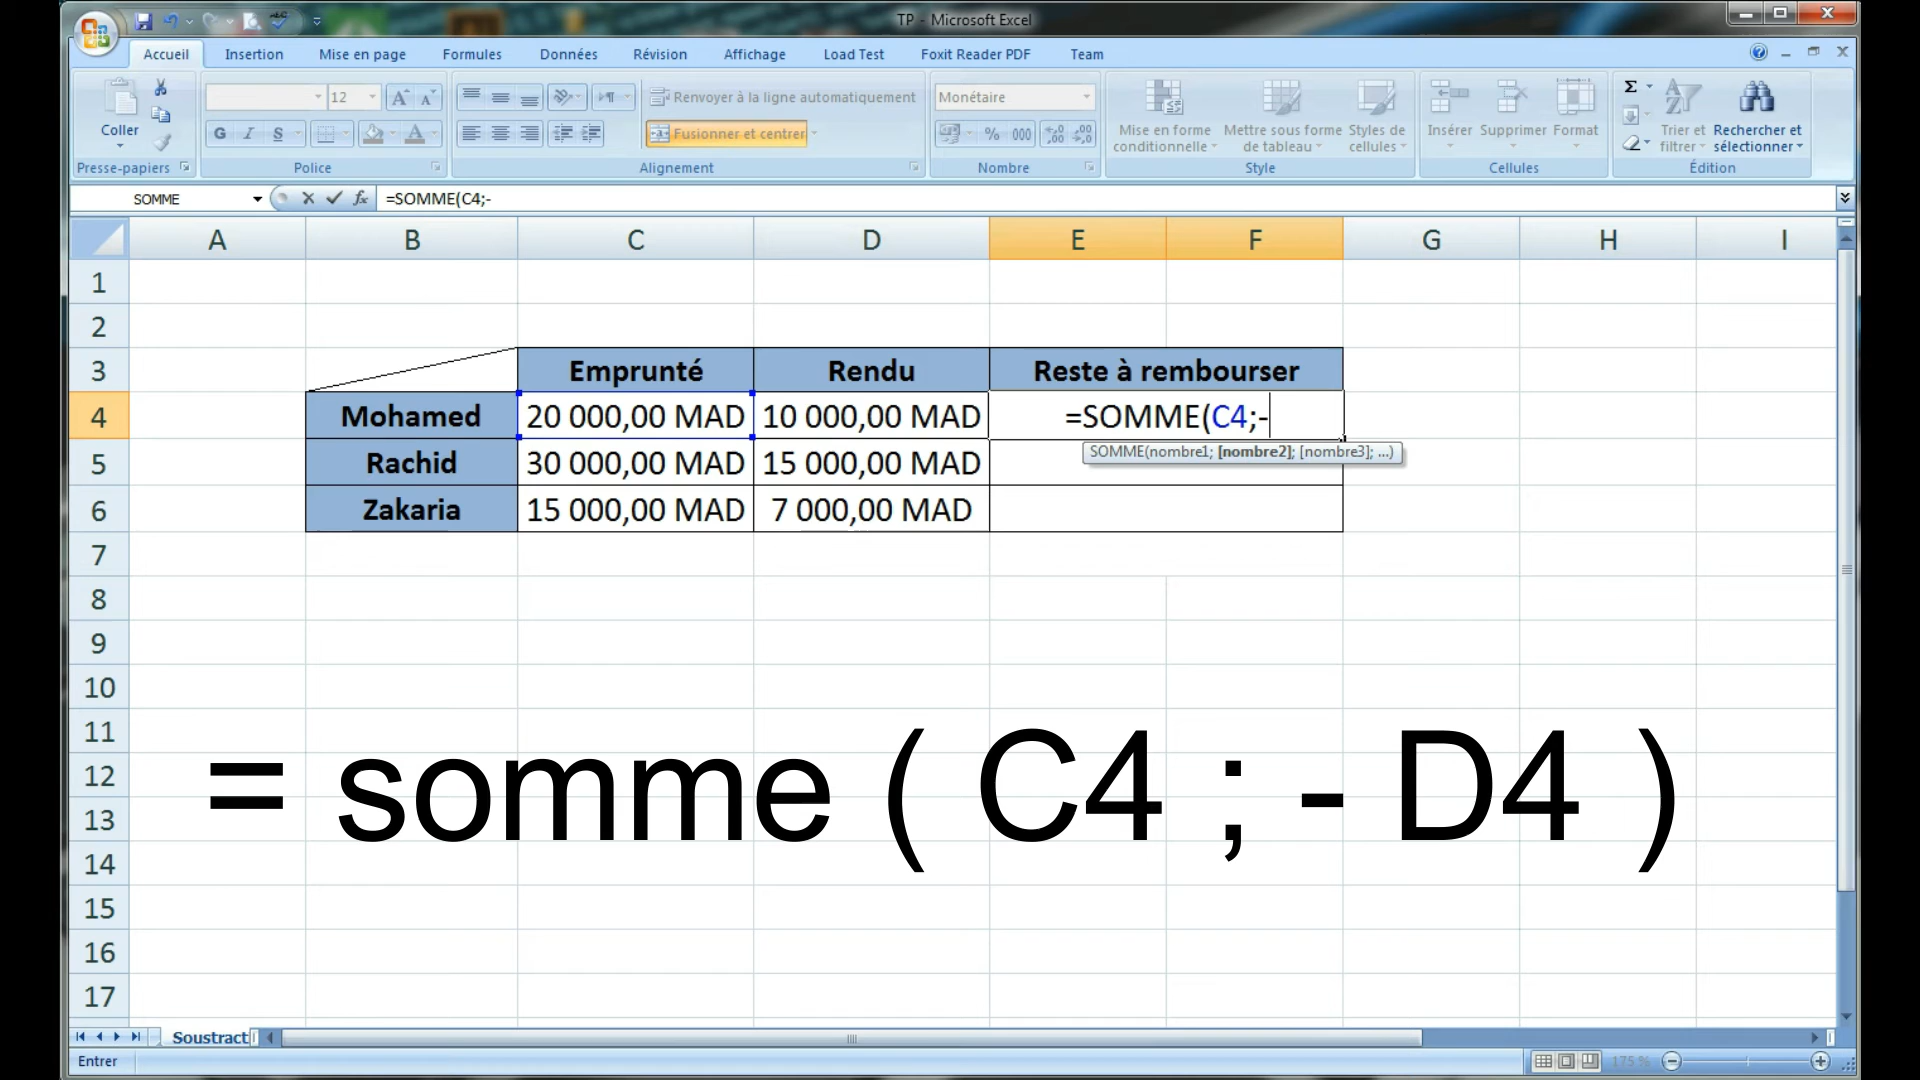 TP - Microsoft Excel
Accueil Insertion Mise en page Formules Données Révision Affichage Load Test Foxit Reader PDF Team
12 A A Renvoyer à la ligne automatiquement Monétaire Σ
Coller G I S A Fusionner et centrer % 000 Mise en forme conditionnelle Mettre sous forme de tableau Styles de cellules Insérer Supprimer Format Trier et filtrer Rechercher et sélectionner
Presse-papiers Police Alignement Nombre Style Cellules Édition
SOMME fx =SOMME(C4;-
A B C D E F G H I
1
2
3 Emprunté Rendu Reste à rembourser
4 Mohamed 20 000,00 MAD 10 000,00 MAD =SOMME(C4;-
SOMME(nombre1; [nombre2]; [nombre3]; ...)
5 Rachid 30 000,00 MAD 15 000,00 MAD
6 Zakaria 15 000,00 MAD 7 000,00 MAD
7
8
9
10
11
12
= somme ( C4 ; - D4 )
13
14
15
16
17
Soustract
Entrer 175 %